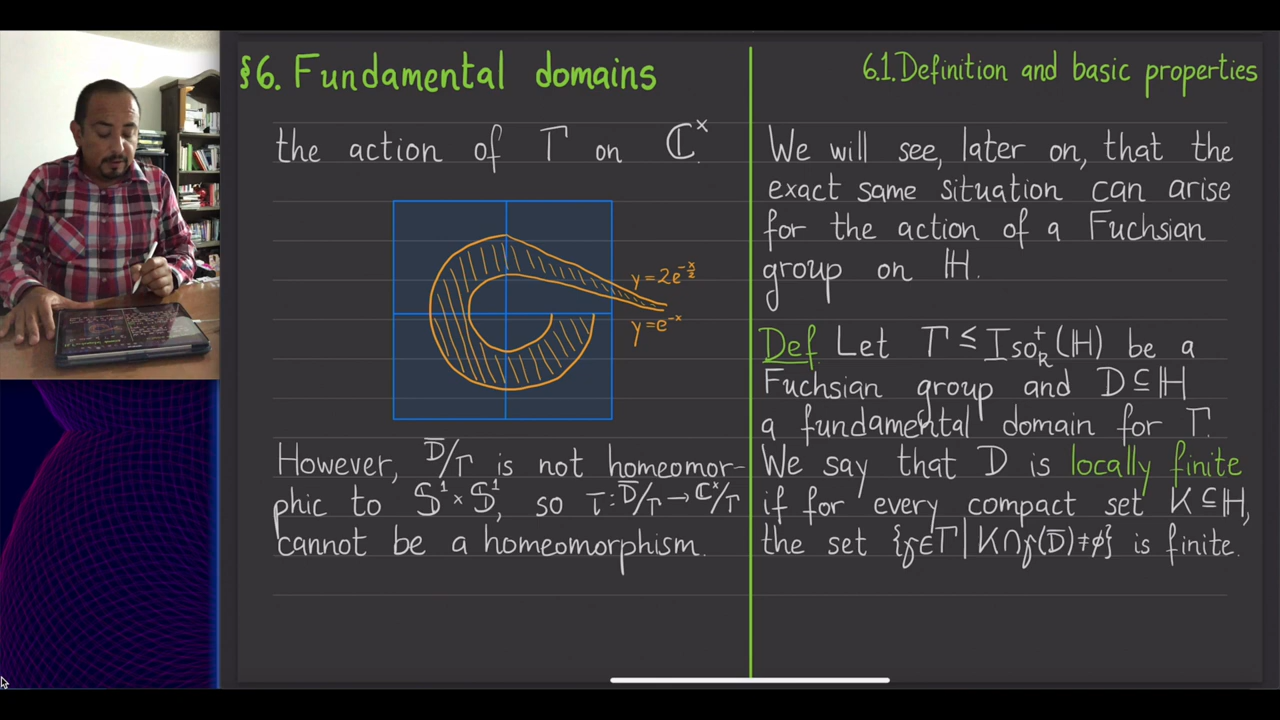 §6. Fundamental domains
the action of Γ on ℂˣ.
y=2e^{-x/2}
y=e^{-x}
However, D̄/Γ is not homeomor-
phic to 𝕊¹×𝕊¹, so τ:D̄/Γ→ℂˣ/Γ
cannot be a homeomorphism.
6.1.Definition and basic properties
We will see, later on, that the
exact same situation can arise
for the action of a Fuchsian
group on ℍ.
Def Let Γ ≤ Iso⁺_R(ℍ) be a
Fuchsian group and D⊆ℍ
a fundamental domain for Γ.
We say that D is locally finite
if for every compact set K⊆ℍ,
the set {γ∈Γ|K∩γ(D̄)≠∅} is finite.